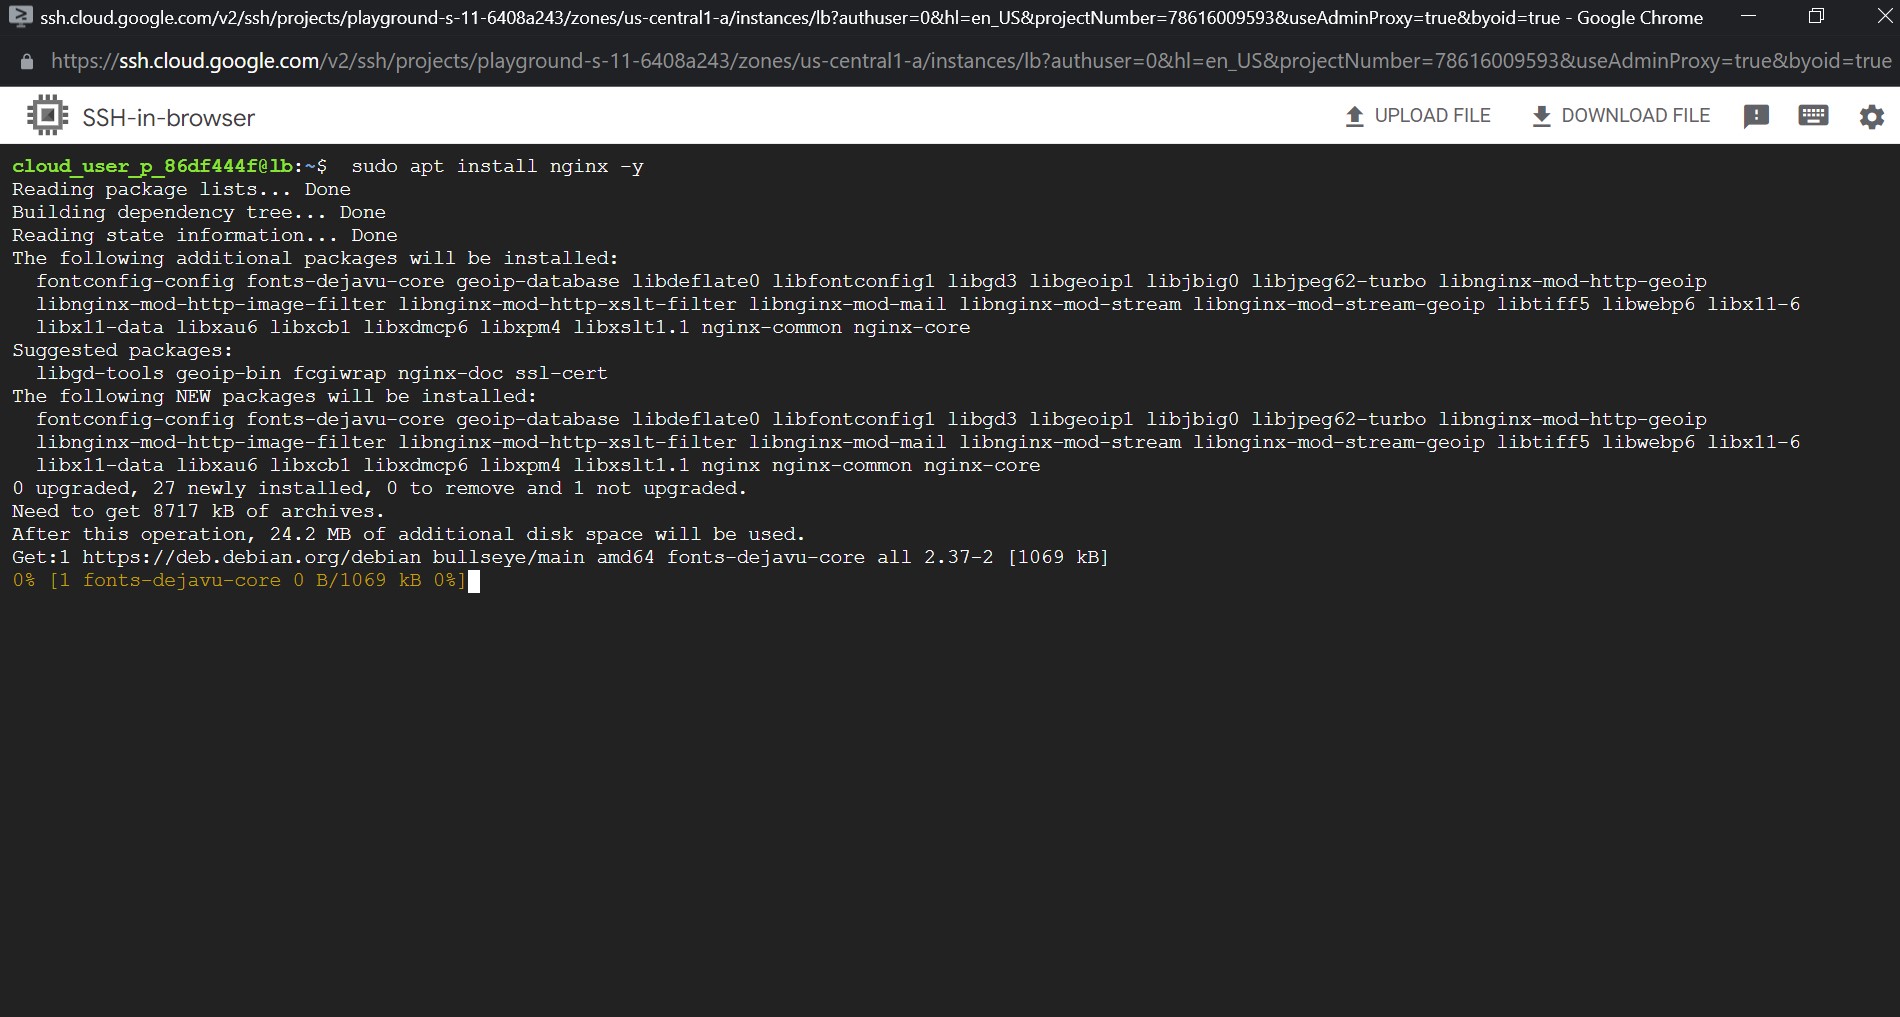 ssh.cloud.google.com/v2/ssh/projects/playground-s-11-6408a243/zones/us-central1-a/instances/lb?authuser=0&hl=en_US&projectNumber=78616009593&useAdminProxy=true&byoid=true - Google Chrome
https://ssh.cloud.google.com/v2/ssh/projects/playground-s-11-6408a243/zones/us-central1-a/instances/lb?authuser=0&hl=en_US&projectNumber=78616009593&useAdminProxy=true&byoid=true
SSH-in-browser
UPLOAD FILE
DOWNLOAD FILE
cloud_user_p_86df444f@lb:~$  sudo apt install nginx -y
Reading package lists... Done
Building dependency tree... Done
Reading state information... Done
The following additional packages will be installed:
  fontconfig-config fonts-dejavu-core geoip-database libdeflate0 libfontconfig1 libgd3 libgeoip1 libjbig0 libjpeg62-turbo libnginx-mod-http-geoip
  libnginx-mod-http-image-filter libnginx-mod-http-xslt-filter libnginx-mod-mail libnginx-mod-stream libnginx-mod-stream-geoip libtiff5 libwebp6 libx11-6
  libx11-data libxau6 libxcb1 libxdmcp6 libxpm4 libxslt1.1 nginx-common nginx-core
Suggested packages:
  libgd-tools geoip-bin fcgiwrap nginx-doc ssl-cert
The following NEW packages will be installed:
  fontconfig-config fonts-dejavu-core geoip-database libdeflate0 libfontconfig1 libgd3 libgeoip1 libjbig0 libjpeg62-turbo libnginx-mod-http-geoip
  libnginx-mod-http-image-filter libnginx-mod-http-xslt-filter libnginx-mod-mail libnginx-mod-stream libnginx-mod-stream-geoip libtiff5 libwebp6 libx11-6
  libx11-data libxau6 libxcb1 libxdmcp6 libxpm4 libxslt1.1 nginx nginx-common nginx-core
0 upgraded, 27 newly installed, 0 to remove and 1 not upgraded.
Need to get 8717 kB of archives.
After this operation, 24.2 MB of additional disk space will be used.
Get:1 https://deb.debian.org/debian bullseye/main amd64 fonts-dejavu-core all 2.37-2 [1069 kB]
0% [1 fonts-dejavu-core 0 B/1069 kB 0%]